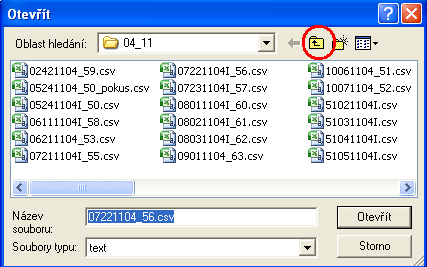 Otevřít
Oblast hledání:
04_11
02421104_59.csv
05241104_50_pokus.csv
05241104I_50.csv
06111104I_58.csv
06211104_53.csv
07211104I_55.csv
07221104I_56.csv
07231104I_57.csv
08011104I_60.csv
08021104I_61.csv
08031104I_62.csv
09011104_63.csv
10061104_51.csv
10071104_52.csv
51021104I.csv
51031104I.csv
51041104I.csv
51051104I.csv
Název souboru:
07221104_56.csv
Otevřít
Soubory typu:
text
Storno